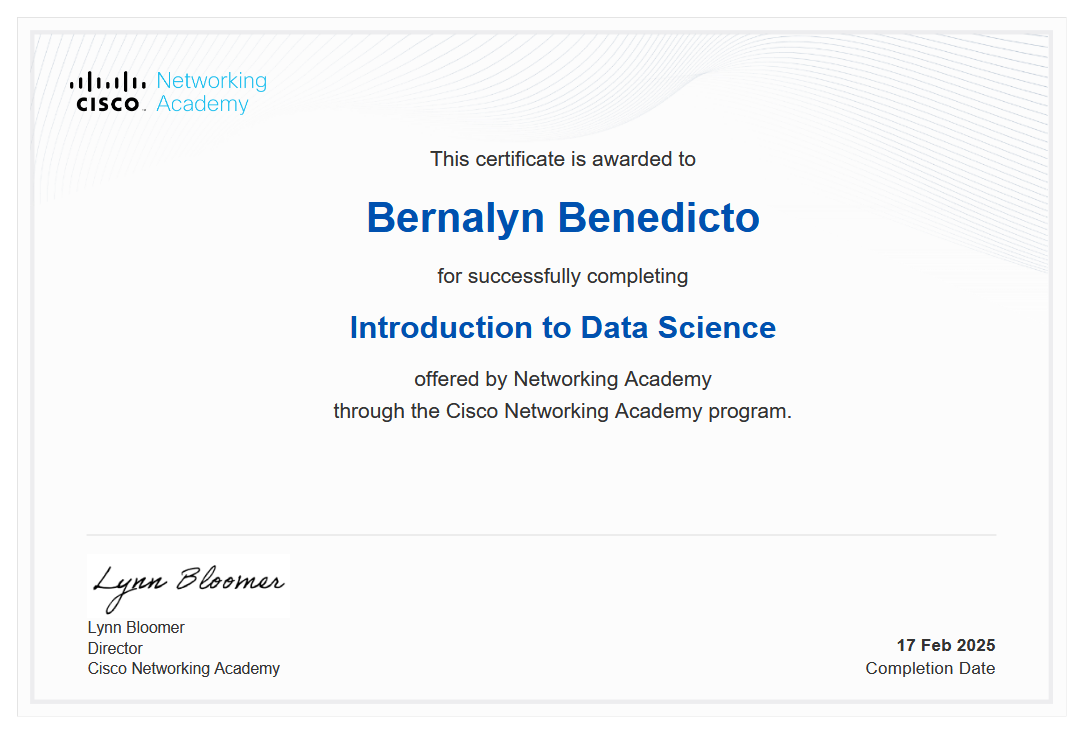 Networking
CISCO™ Academy
This certificate is awarded to
Bernalyn Benedicto
for successfully completing
Introduction to Data Science
offered by Networking Academy
through the Cisco Networking Academy program.
Lynn Bloomer
Lynn Bloomer
Director
Cisco Networking Academy
17 Feb 2025
Completion Date